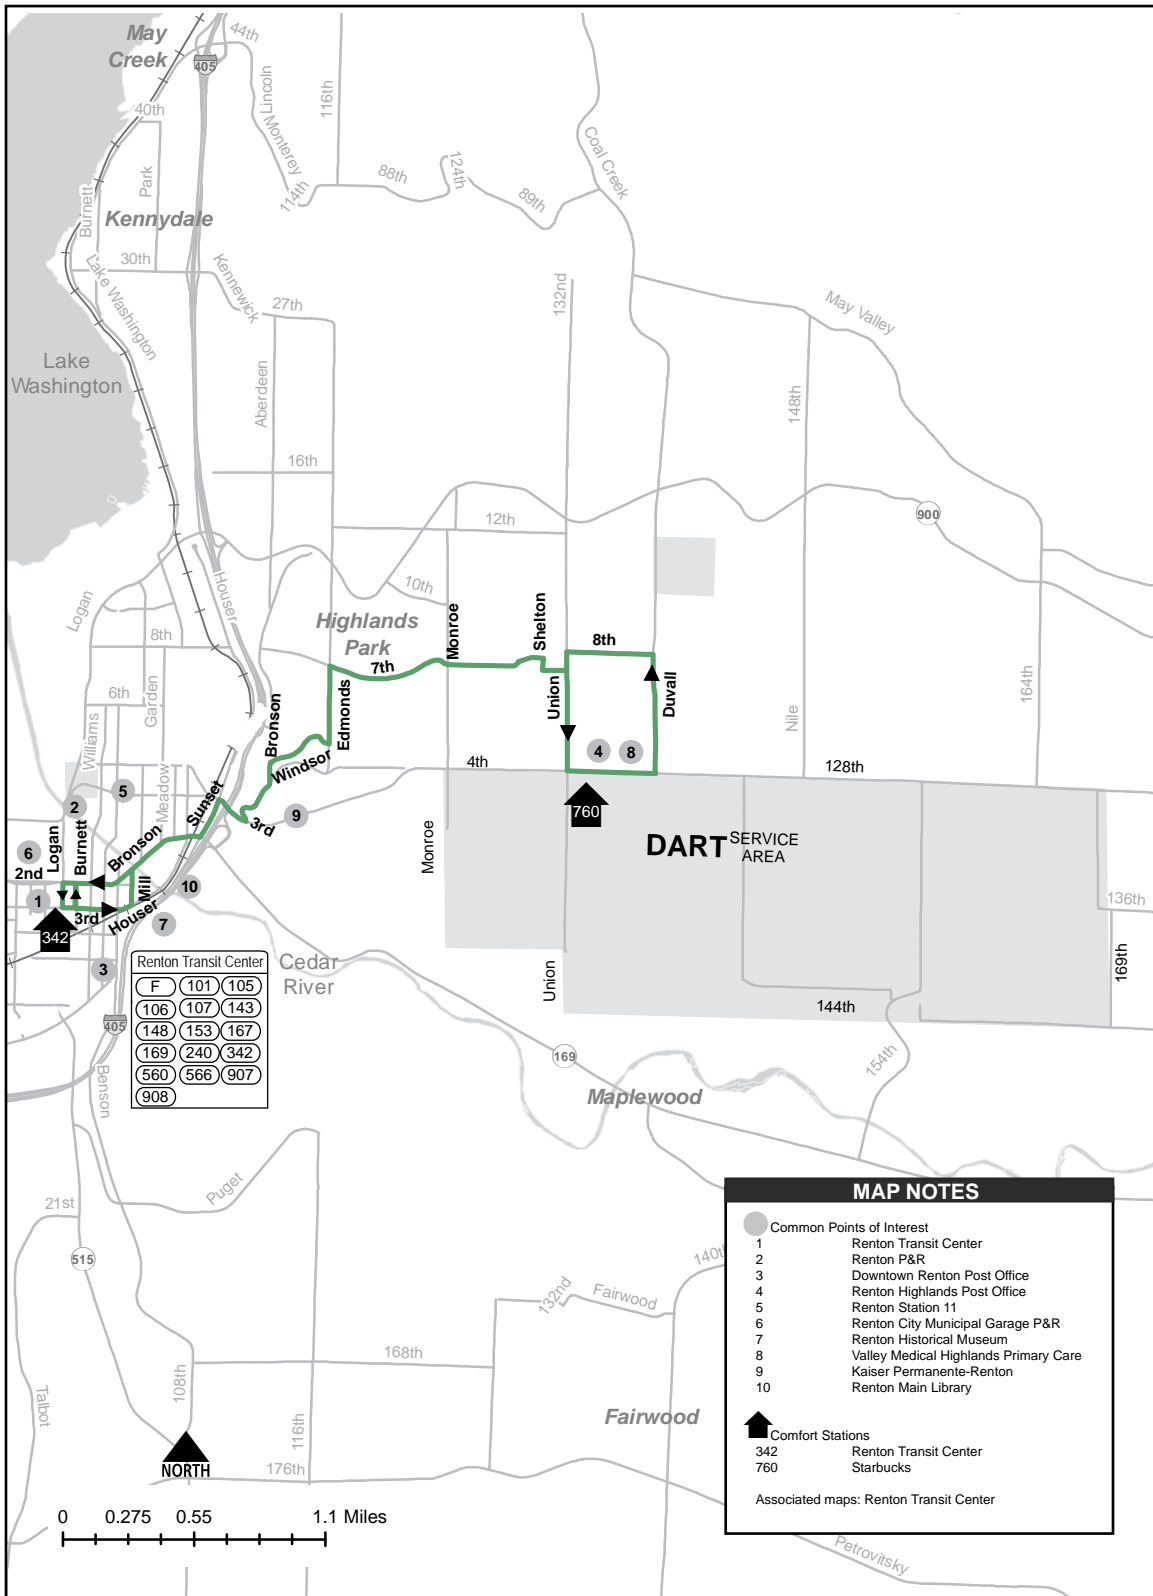 May
Creek
44th
405
Lincoln
Monterey
116th
40th
Park
Burnett
Kennydale
114th
88th
124th
89th
Coal Creek
30th
Lake Washington
Kennewick
27th
132nd
May Valley
Lake
Washington
Aberdeen
148th
16th
12th
900
Houser
10th
Logan
Highlands
Park
8th
Monroe
Shelton
8th
7th
6th
Garden
Williams
Bronson
Edmonds
Union
Duvall
164th
Nile
4
8
Windsor
4th
128th
5
2
Meadow
Sunset
3rd
9
760
DART SERVICE
AREA
Logan
Burnett
Bronson
6
2nd
Monroe
1
Mill
10
136th
3rd
Houser
7
342
Renton Transit Center
F 101 105
106 107 143
148 153 167
169 240 342
560 566 907
908
Cedar
River
3
405
Union
169th
144th
169
154th
Benson
Maplewood
Puget
21st
515
140th
132nd
Fairwood
168th
108th
Talbot
116th
Fairwood
176th
NORTH
0 0.275 0.55 1.1 Miles
Petrovitsky
MAP NOTES
Common Points of Interest
1 Renton Transit Center
2 Renton P&R
3 Downtown Renton Post Office
4 Renton Highlands Post Office
5 Renton Station 11
6 Renton City Municipal Garage P&R
7 Renton Historical Museum
8 Valley Medical Highlands Primary Care
9 Kaiser Permanente-Renton
10 Renton Main Library
Comfort Stations
342 Renton Transit Center
760 Starbucks
Associated maps: Renton Transit Center